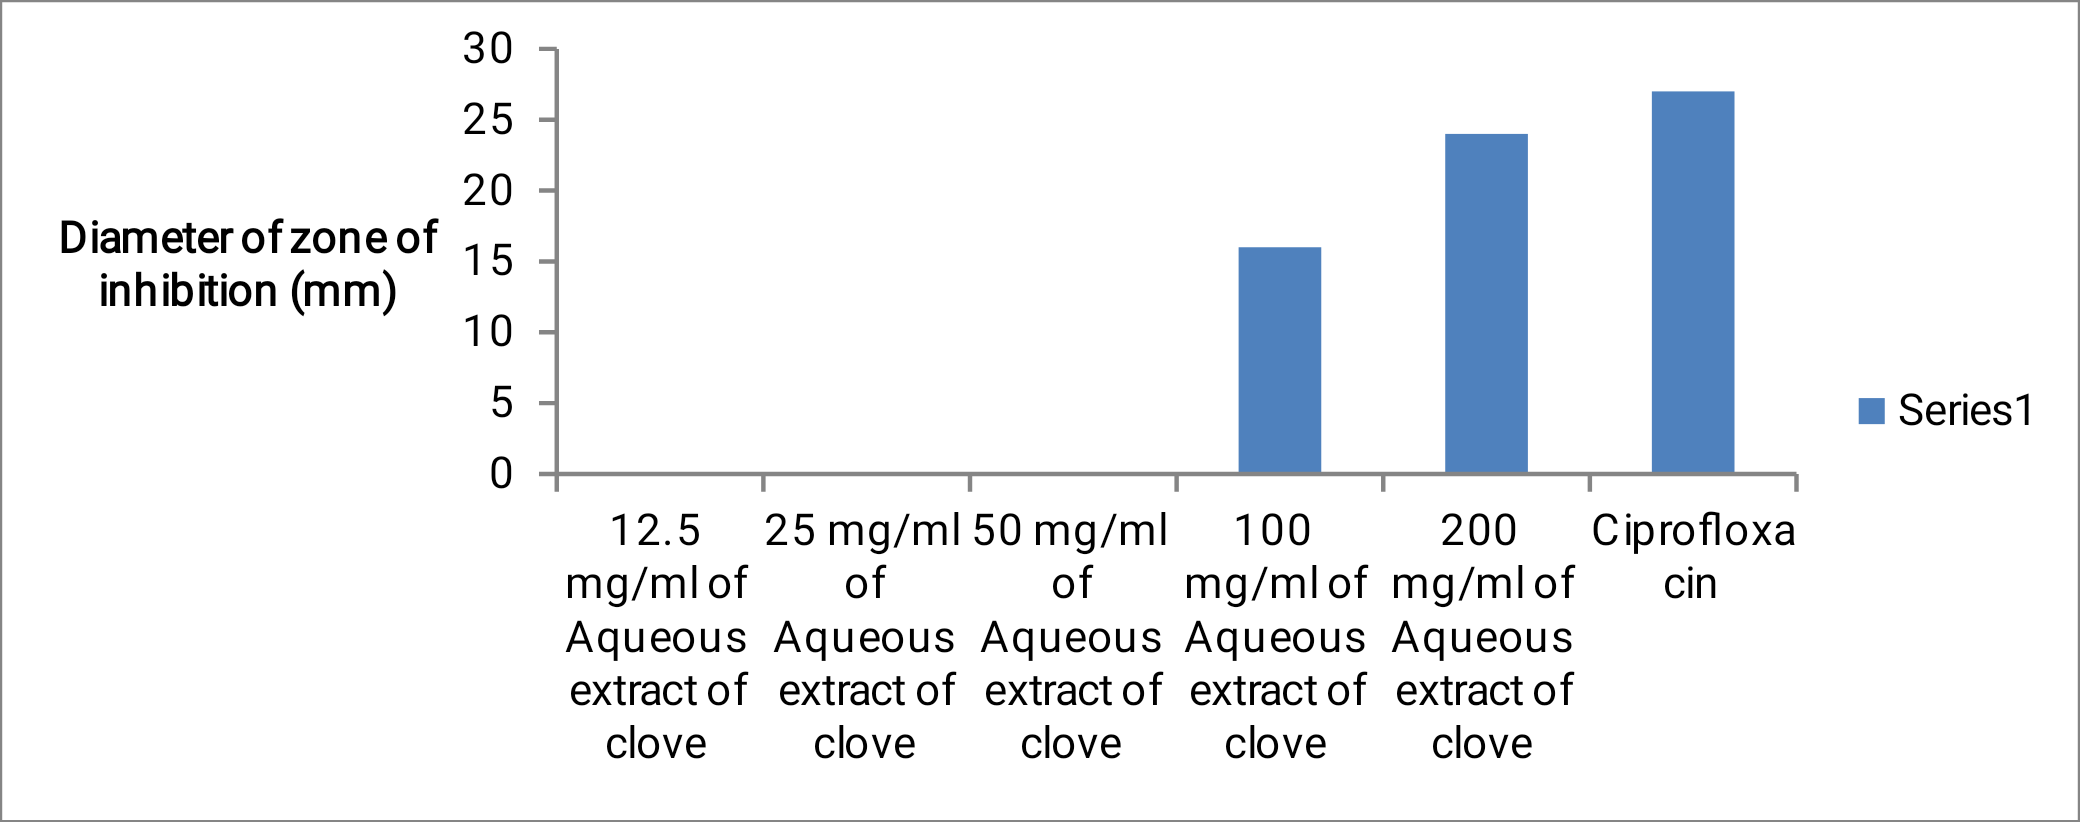 30
25
20
15
10
5
0
Diameter of zone of
inhibition (mm)
12.5
mg/ml of
Aqueous
extract of
clove
25 mg/ml
of
Aqueous
extract of
clove
50 mg/ml
of
Aqueous
extract of
clove
100
mg/ml of
Aqueous
extract of
clove
200
mg/ml of
Aqueous
extract of
clove
Ciprofloxa
cin
Series1